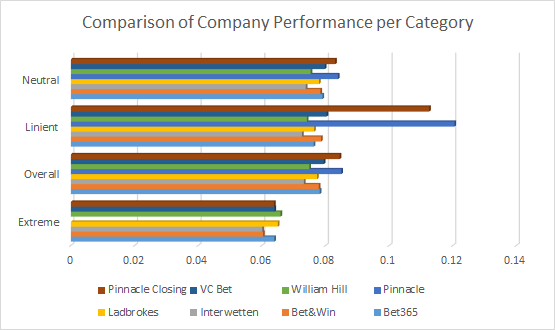 Comparison of Company Performance per Category
Neutral
Linient
Overall
Extreme
0 0.02 0.04 0.06 0.08 0.1 0.12 0.14
Pinnacle Closing VC Bet William Hill Pinnacle
Ladbrokes Interwetten Bet&Win Bet365